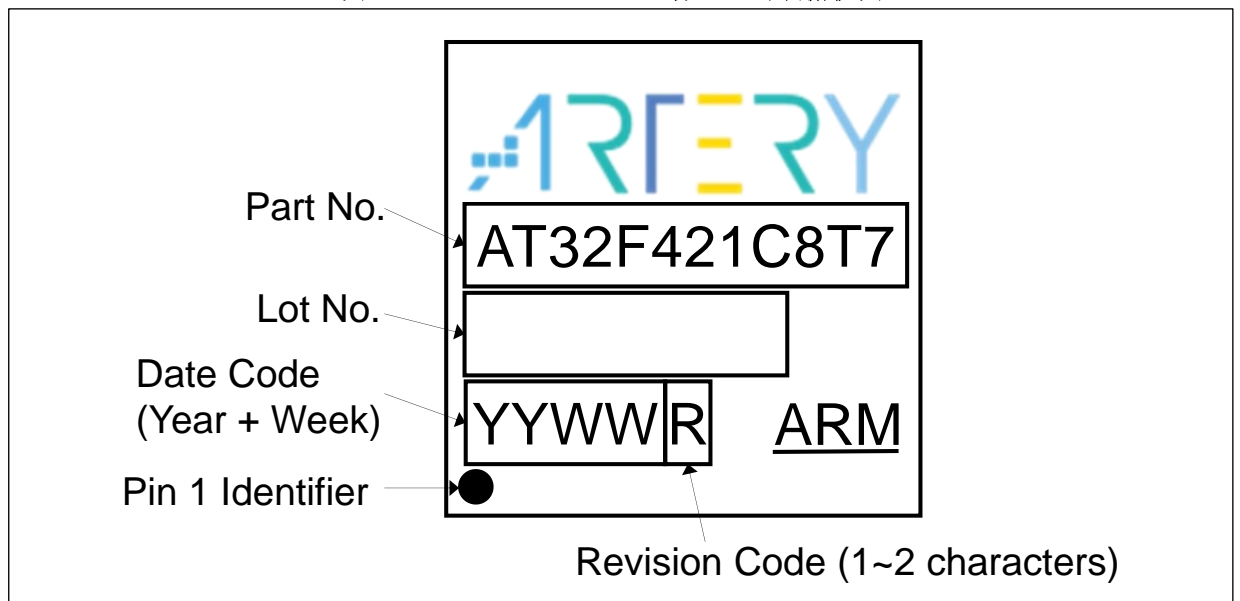 ARTERY
Part No.
AT32F421C8T7
Lot No.
Date Code
(Year + Week)
YYWW R
ARM
Pin 1 Identifier
Revision Code (1~2 characters)